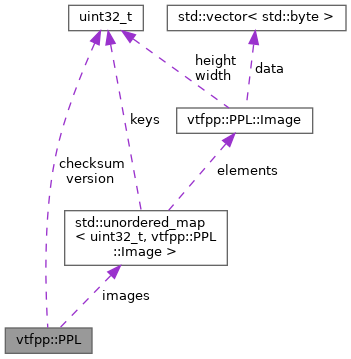 uint32_t
std::vector< std::byte >
height
width
data
keys
vtfpp::PPL::Image
checksum
version
elements
std::unordered_map
< uint32_t, vtfpp::PPL
::Image >
images
vtfpp::PPL